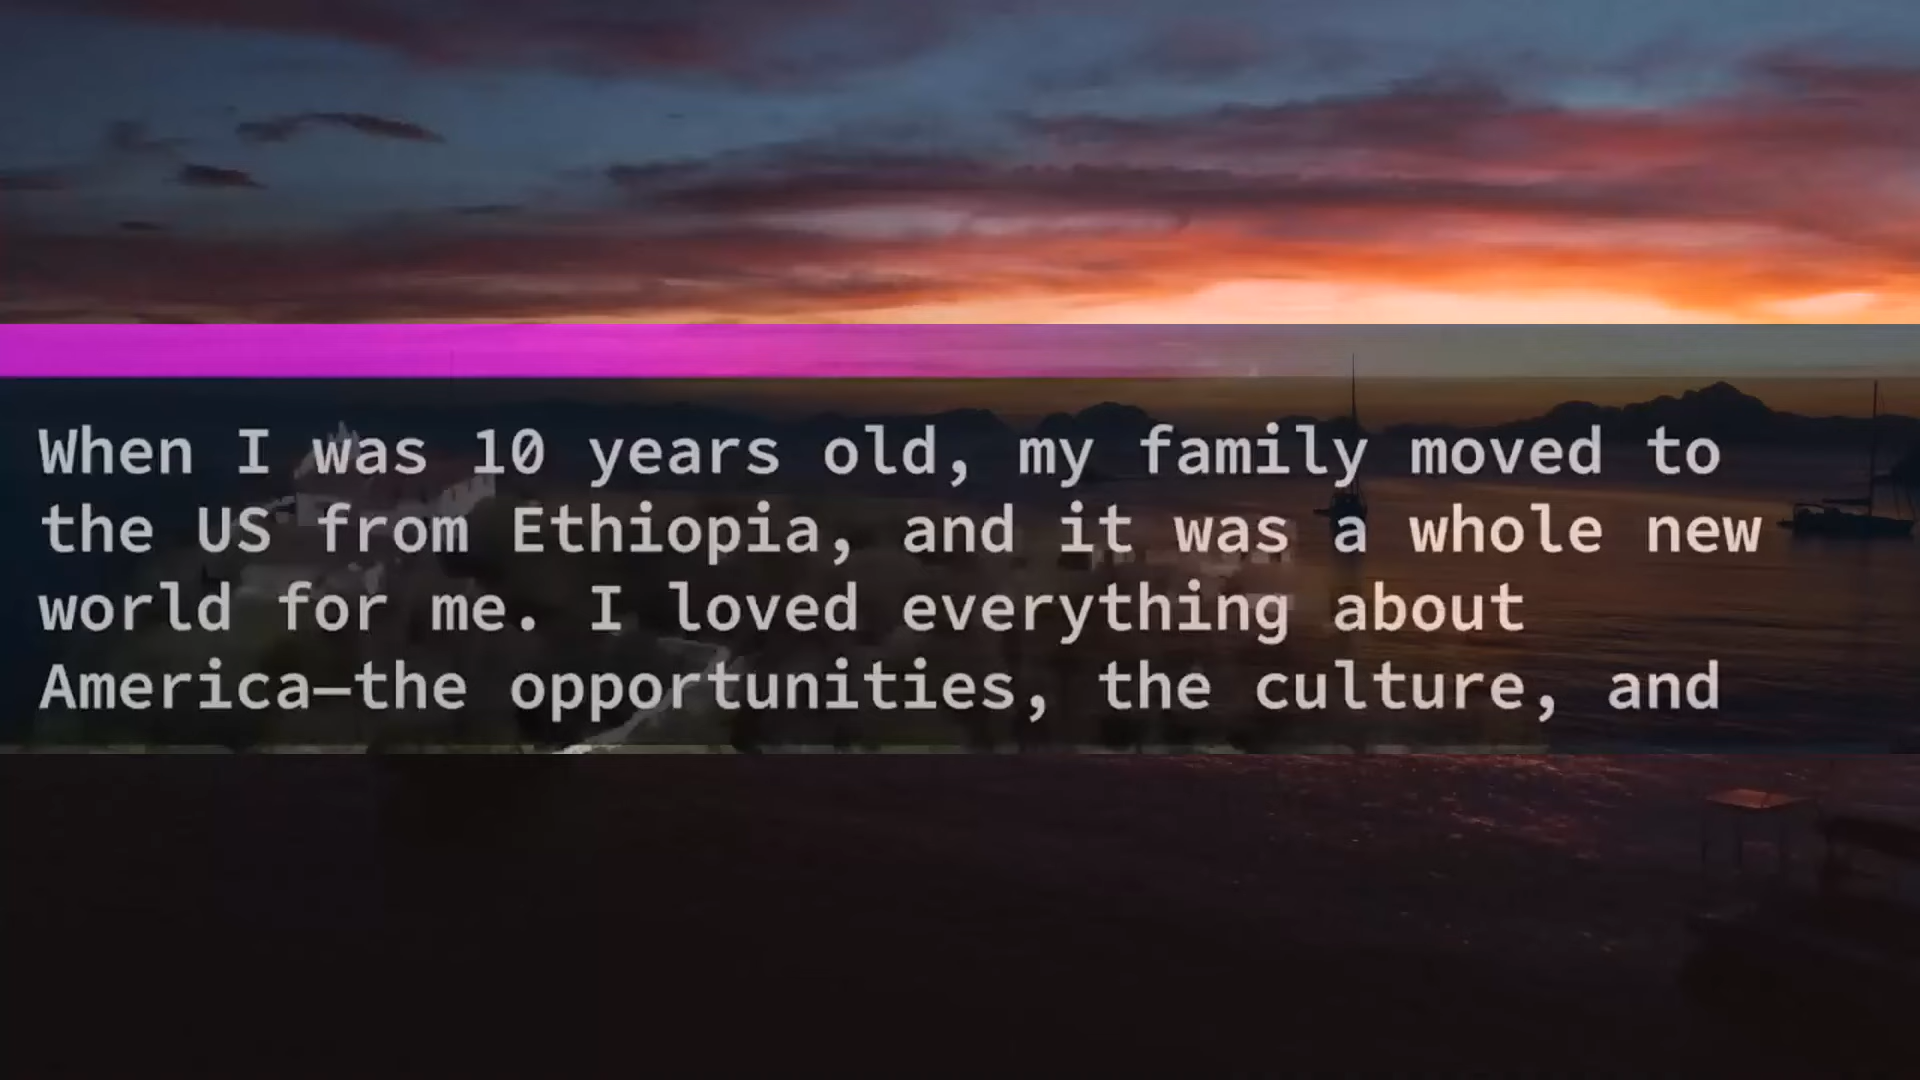 When I was 10 years old, my family moved to
the US from Ethiopia, and it was a whole new
world for me. I loved everything about
America—the opportunities, the culture, and